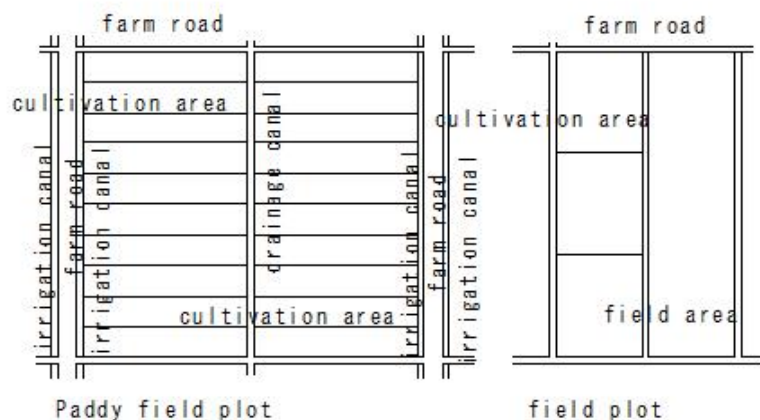 farm road
farm road
cultivation area
cultivation area
irrigation canal
farm road
irrigation canal
drainage canal
irrigation canal
farm road
irrigation canal
cultivation area
field area
Paddy field plot
field plot